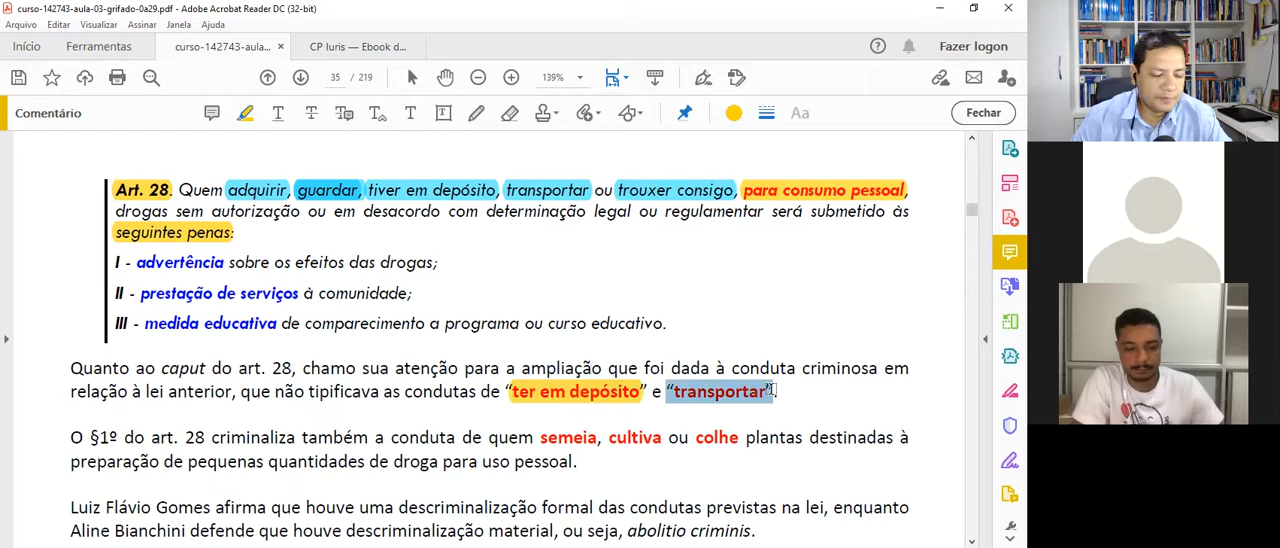 curso-142743-aula-03-grifado-0a29.pdf - Adobe Acrobat Reader DC (32-bit)
Arquivo Editar Visualizar Assinar Janela Ajuda
Início Ferramentas curso-142743-aula... × CP Iuris — Ebook d... Fazer logon
35 / 219 139%
Comentário Aa Fechar
Art. 28. Quem adquirir, guardar, tiver em depósito, transportar ou trouxer consigo, para consumo pessoal,
drogas sem autorização ou em desacordo com determinação legal ou regulamentar será submetido às
seguintes penas:
I - advertência sobre os efeitos das drogas;
II - prestação de serviços à comunidade;
III - medida educativa de comparecimento a programa ou curso educativo.
Quanto ao caput do art. 28, chamo sua atenção para a ampliação que foi dada à conduta criminosa em
relação à lei anterior, que não tipificava as condutas de “ter em depósito” e “transportar”.
O §1º do art. 28 criminaliza também a conduta de quem semeia, cultiva ou colhe plantas destinadas à
preparação de pequenas quantidades de droga para uso pessoal.
Luiz Flávio Gomes afirma que houve uma descriminalização formal das condutas previstas na lei, enquanto
Aline Bianchini defende que houve descriminalização material, ou seja, abolitio criminis.